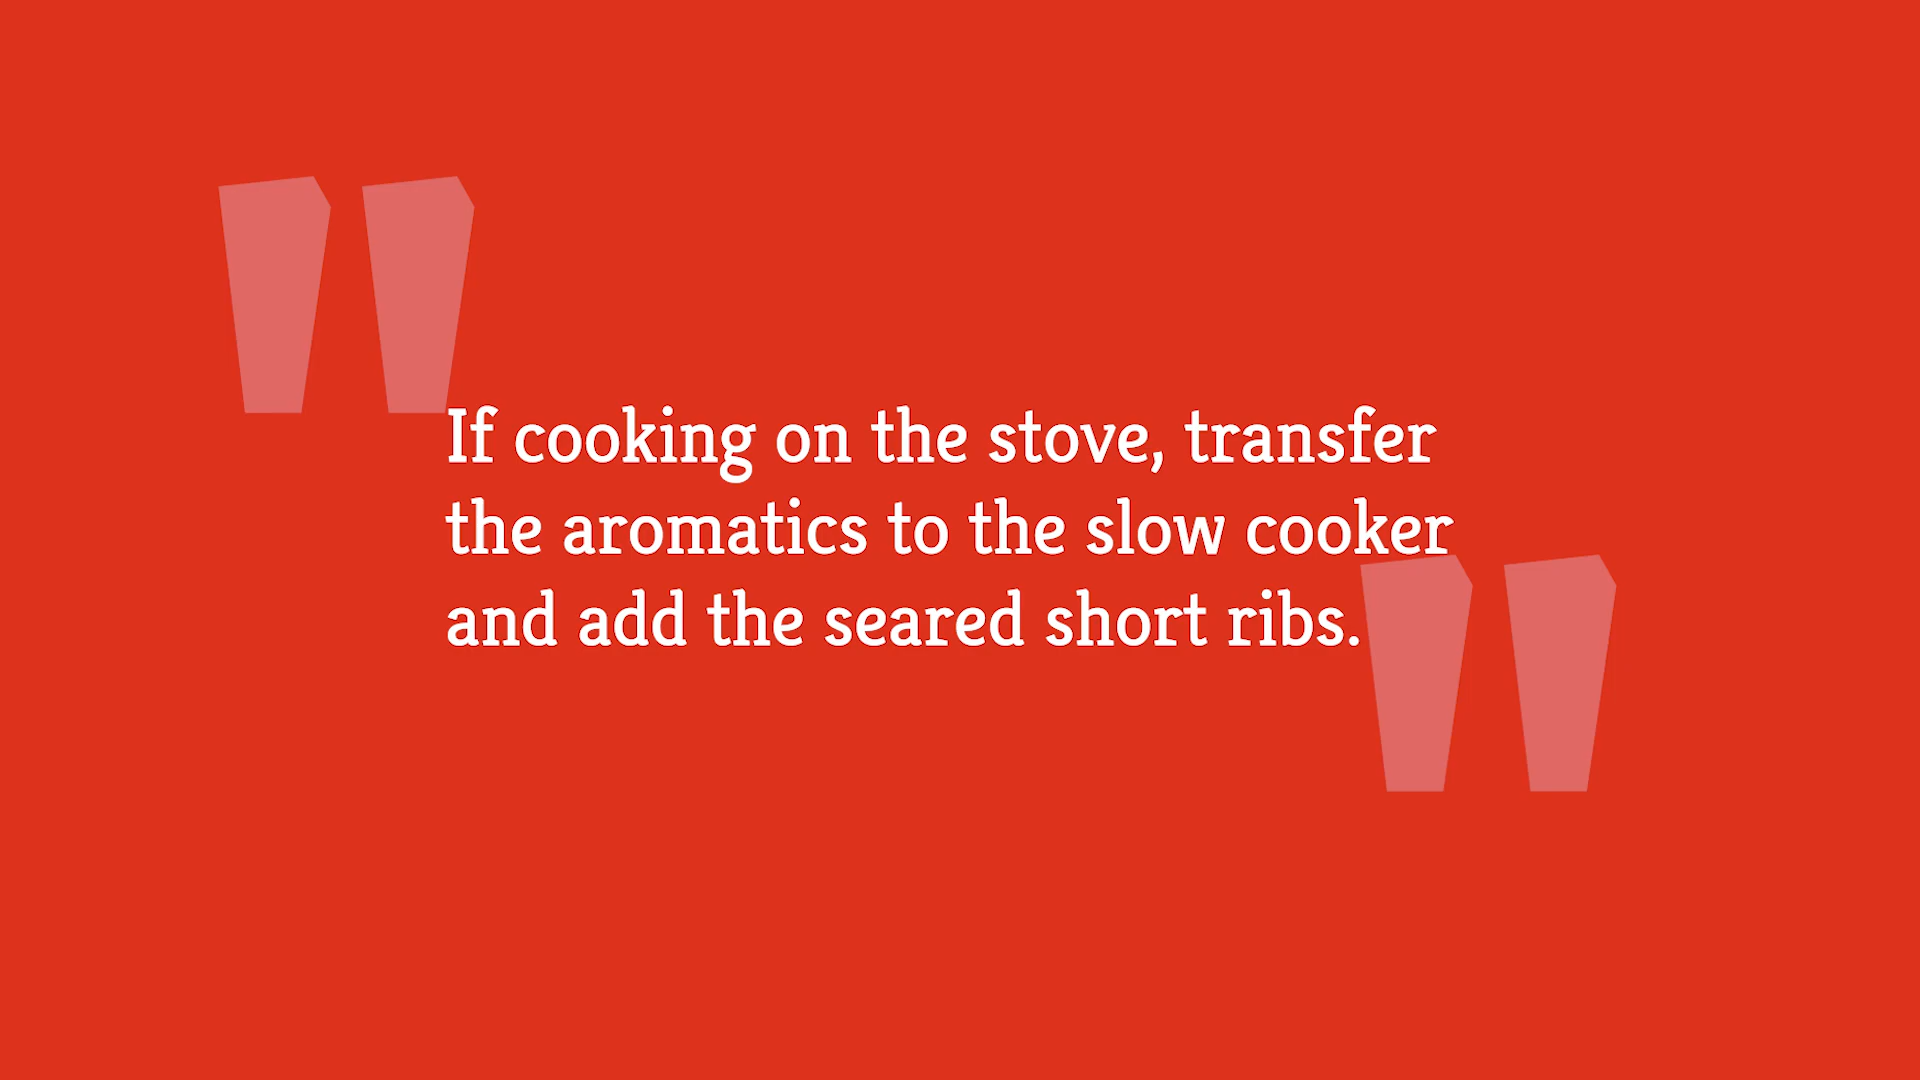 If cooking on the stove, transfer
the aromatics to the slow cooker
and add the seared short ribs.